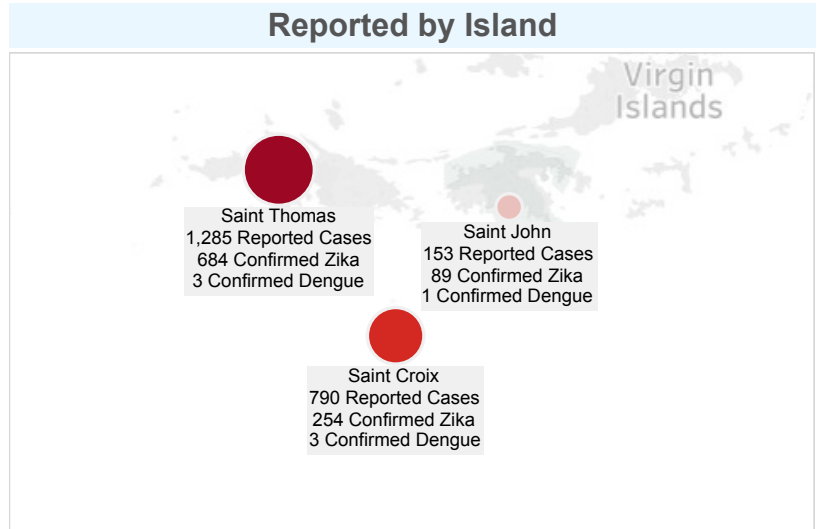 Reported by Island
Virgin
Islands
Saint Thomas
1,285 Reported Cases
684 Confirmed Zika
3 Confirmed Dengue
Saint John
153 Reported Cases
89 Confirmed Zika
1 Confirmed Dengue
Saint Croix
790 Reported Cases
254 Confirmed Zika
3 Confirmed Dengue